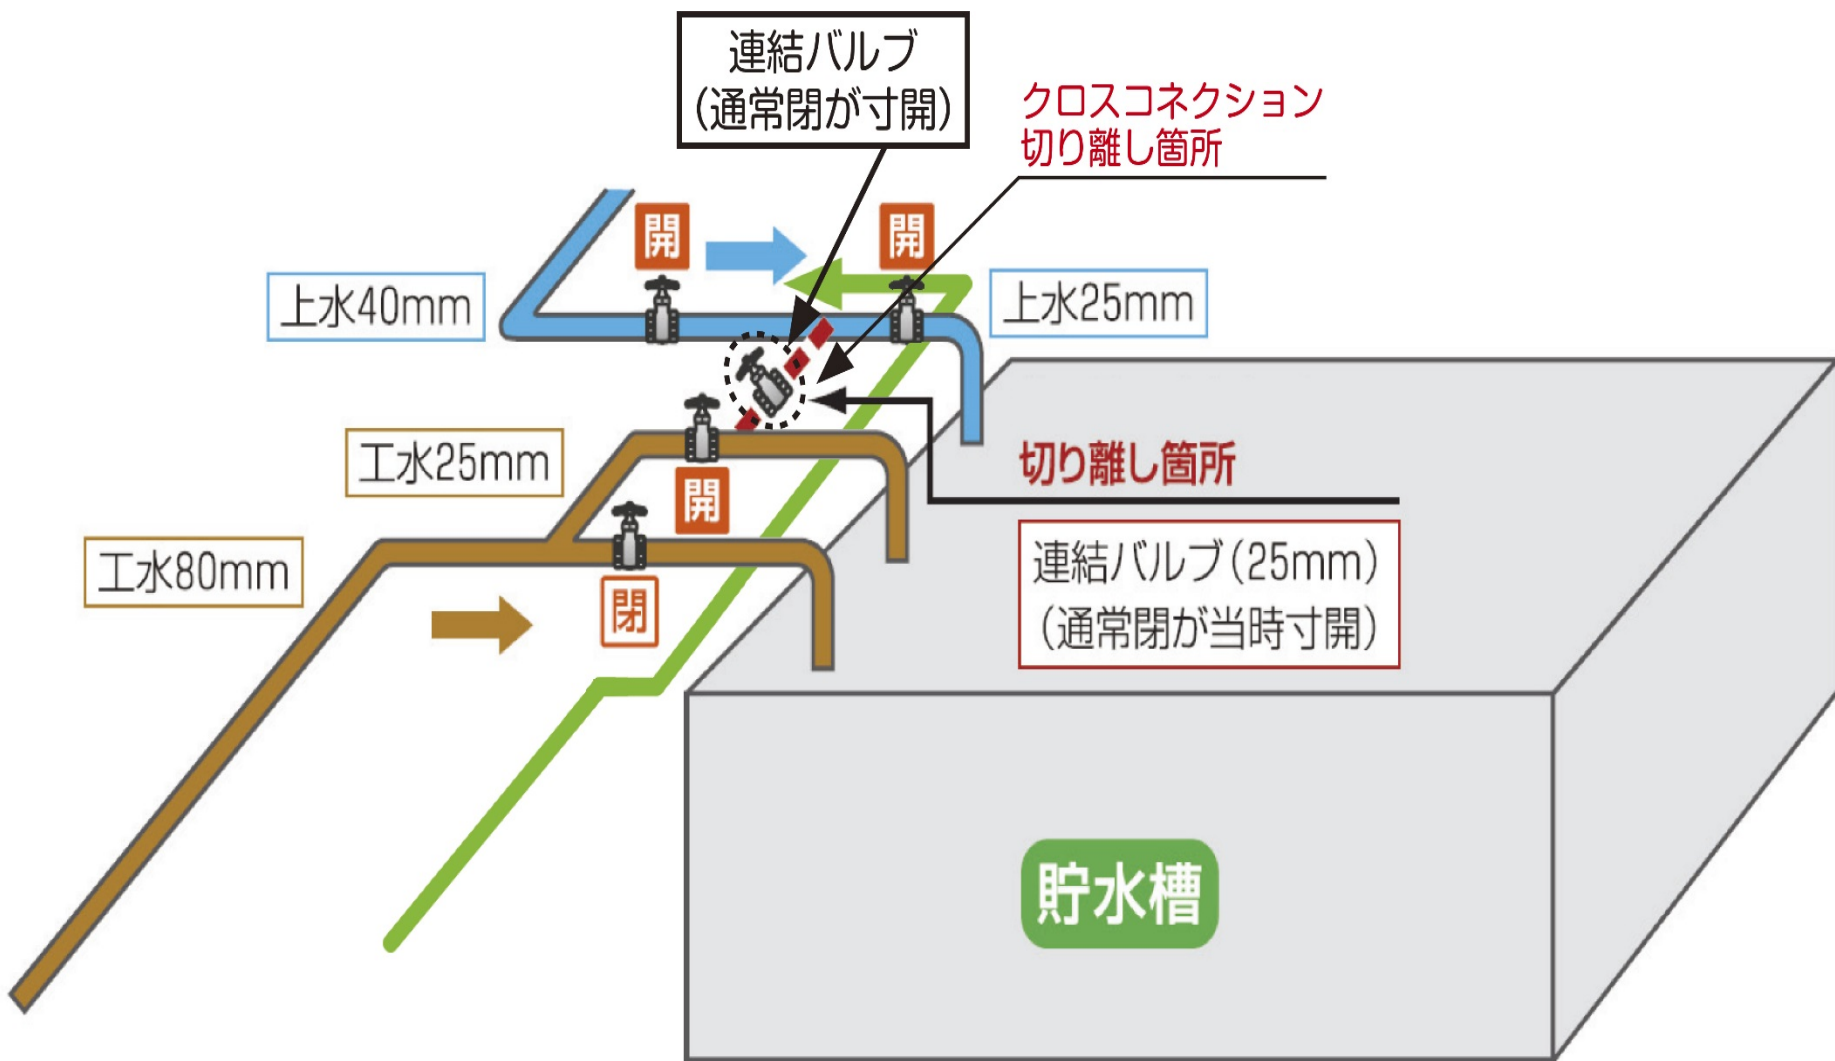 連結バルブ
(通常閉が寸開)
クロスコネクション
切り離し箇所
開
開
上水40mm
上水25mm
工水25mm
開
切り離し箇所
工水80mm
閉
連結バルブ(25mm)
(通常閉が当時寸開)
貯水槽